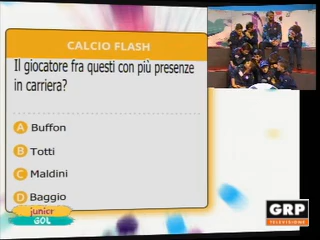 CALCIO FLASH
Il giocatore fra questi con più presenze
in carriera?
A Buffon
B Totti
C Maldini
D Baggio
junior
GOL
GRP
TELEVISIONE